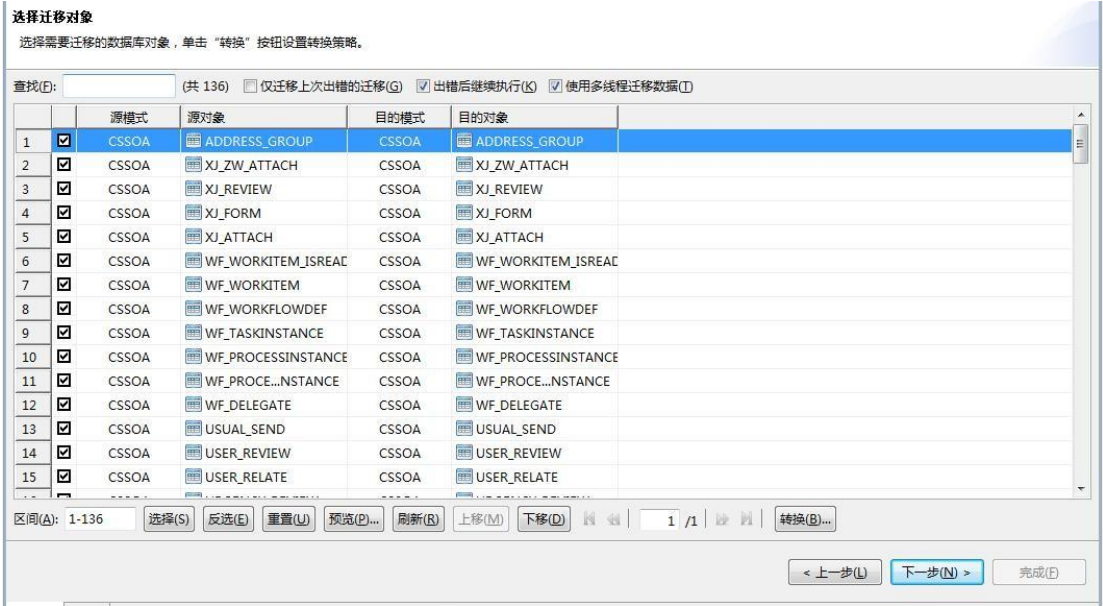 选择迁移对象
选择需要迁移的数据库对象，单击“转换”按钮设置转换策略。
查找(F): (共 136) 仅迁移上次出错的迁移(G) 出错后继续执行(K) 使用多线程迁移数据(T)
源模式 源对象 目的模式 目的对象
1 CSSOA ADDRESS_GROUP CSSOA ADDRESS_GROUP
2 CSSOA XJ_ZW_ATTACH CSSOA XJ_ZW_ATTACH
3 CSSOA XJ_REVIEW CSSOA XJ_REVIEW
4 CSSOA XJ_FORM CSSOA XJ_FORM
5 CSSOA XJ_ATTACH CSSOA XJ_ATTACH
6 CSSOA WF_WORKITEM_ISREAD CSSOA WF_WORKITEM_ISREAD
7 CSSOA WF_WORKITEM CSSOA WF_WORKITEM
8 CSSOA WF_WORKFLOWDEF CSSOA WF_WORKFLOWDEF
9 CSSOA WF_TASKINSTANCE CSSOA WF_TASKINSTANCE
10 CSSOA WF_PROCESSINSTANCE CSSOA WF_PROCESSINSTANCE
11 CSSOA WF_PROCE...NSTANCE CSSOA WF_PROCE...NSTANCE
12 CSSOA WF_DELEGATE CSSOA WF_DELEGATE
13 CSSOA USUAL_SEND CSSOA USUAL_SEND
14 CSSOA USER_REVIEW CSSOA USER_REVIEW
15 CSSOA USER_RELATE CSSOA USER_RELATE
区间(A): 1-136 选择(S) 反选(E) 重置(U) 预览(P)... 刷新(R) 上移(M) 下移(D) 1 /1 转换(B)...
< 上一步(L) 下一步(N) > 完成(F)